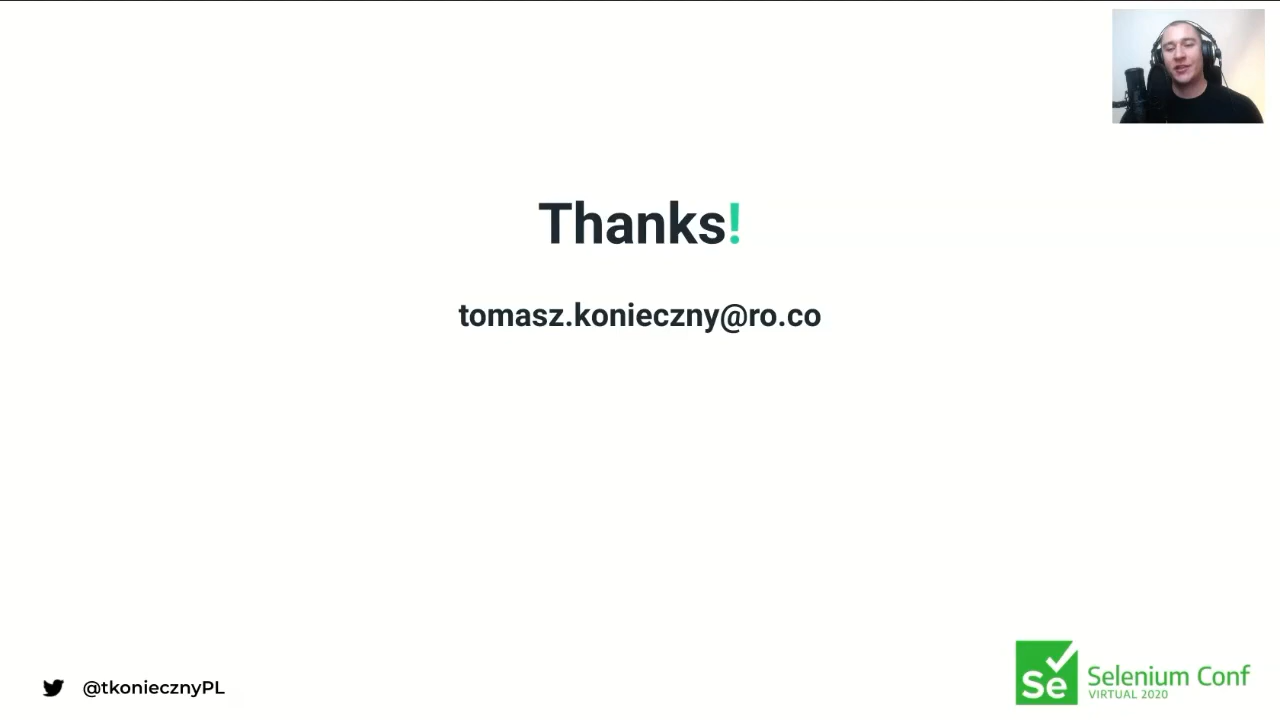 Thanks!
tomasz.konieczny@ro.co
@tkoniecznyPL
Se
Selenium Conf
VIRTUAL 2020